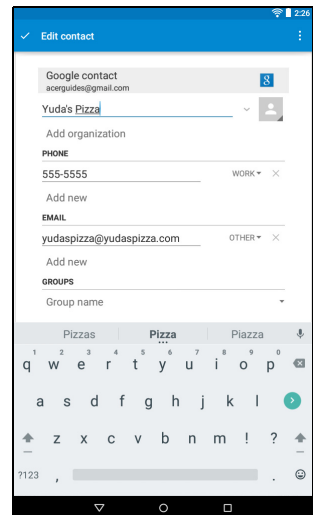 2:26
Edit contact
Google contact
acerguides@gmail.com
8
Yuda's Pizza
Add organization
PHONE
555-5555 WORK
Add new
EMAIL
yudaspizza@yudaspizza.com OTHER
Add new
GROUPS
Group name
Pizzas Pizza Piazza
1 2 3 4 5 6 7 8 9 0
q w e r t y u i o p
a s d f g h j k l
z x c v b n m ! ?
?123 , .